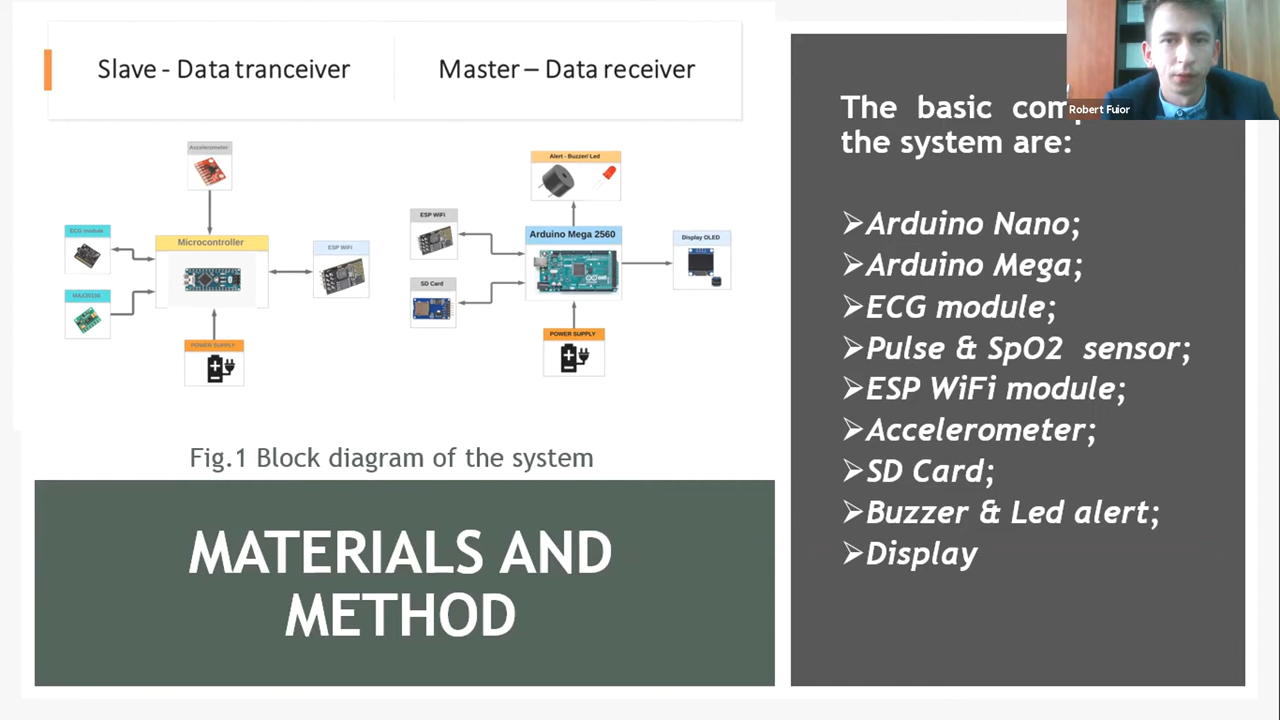 Slave - Data tranceiver
Master – Data receiver
Accelerometer
ECG module
Microcontroller
ESP WiFi
MAX30100
POWER SUPPLY
Alert - Buzzer/ Led
ESP WiFi
Arduino Mega 2560
Display OLED
SD Card
POWER SUPPLY
Fig.1 Block diagram of the system
MATERIALS AND
METHOD
Robert Fuior
The basic
the system are:
➢Arduino Nano;
➢Arduino Mega;
➢ECG module;
➢Pulse & SpO2 sensor;
➢ESP WiFi module;
➢Accelerometer;
➢SD Card;
➢Buzzer & Led alert;
➢Display